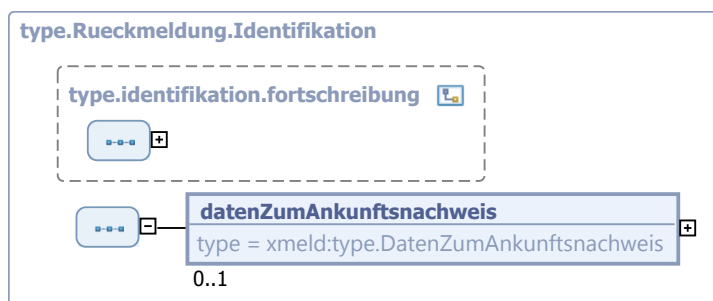 type.Rueckmeldung.Identifikation
type.identifikation.fortschreibung
datenZumAnkunftsnachweis
type = xmeld:type.DatenZumAnkunftsnachweis
0..1